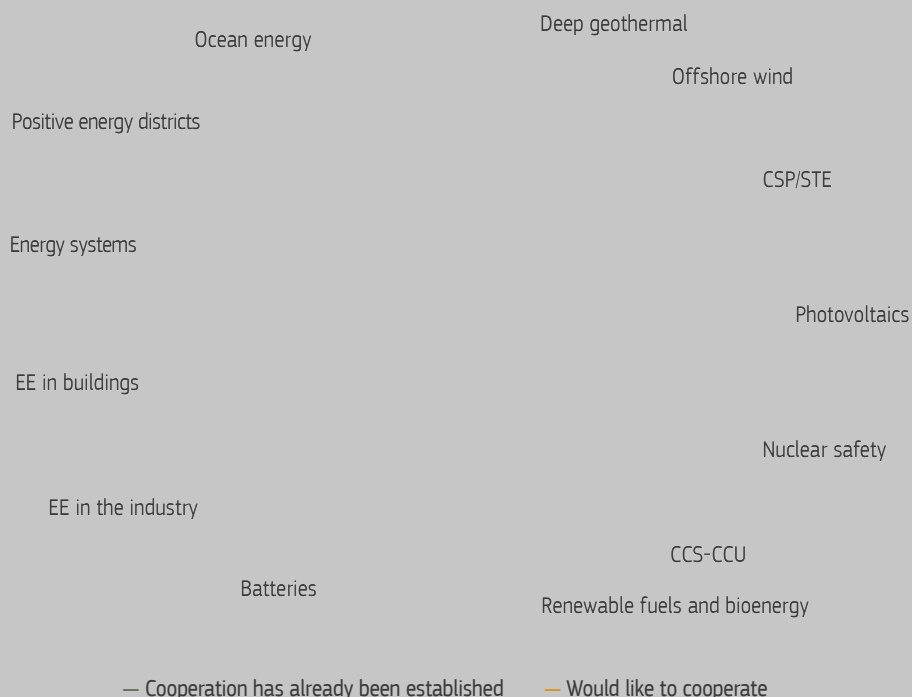 Deep geothermal
Ocean energy
Offshore wind
Positive energy districts
CSP/STE
Energy systems
Photovoltaics
EE in buildings
Nuclear safety
EE in the industry
CCS-CCU
Batteries
Renewable fuels and bioenergy
Cooperation has already been established
Would like to cooperate